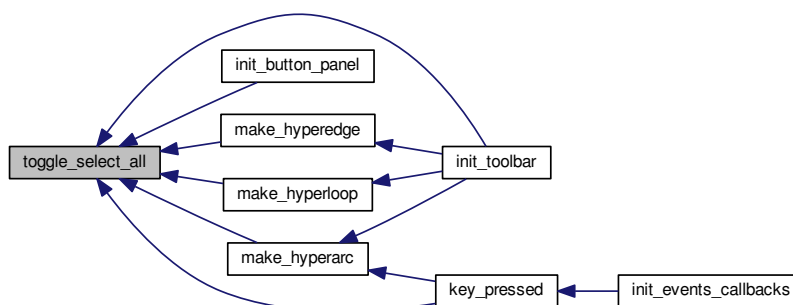 init_button_panel
make_hyperedge
toggle_select_all
init_toolbar
make_hyperloop
make_hyperarc
key_pressed
init_events_callbacks